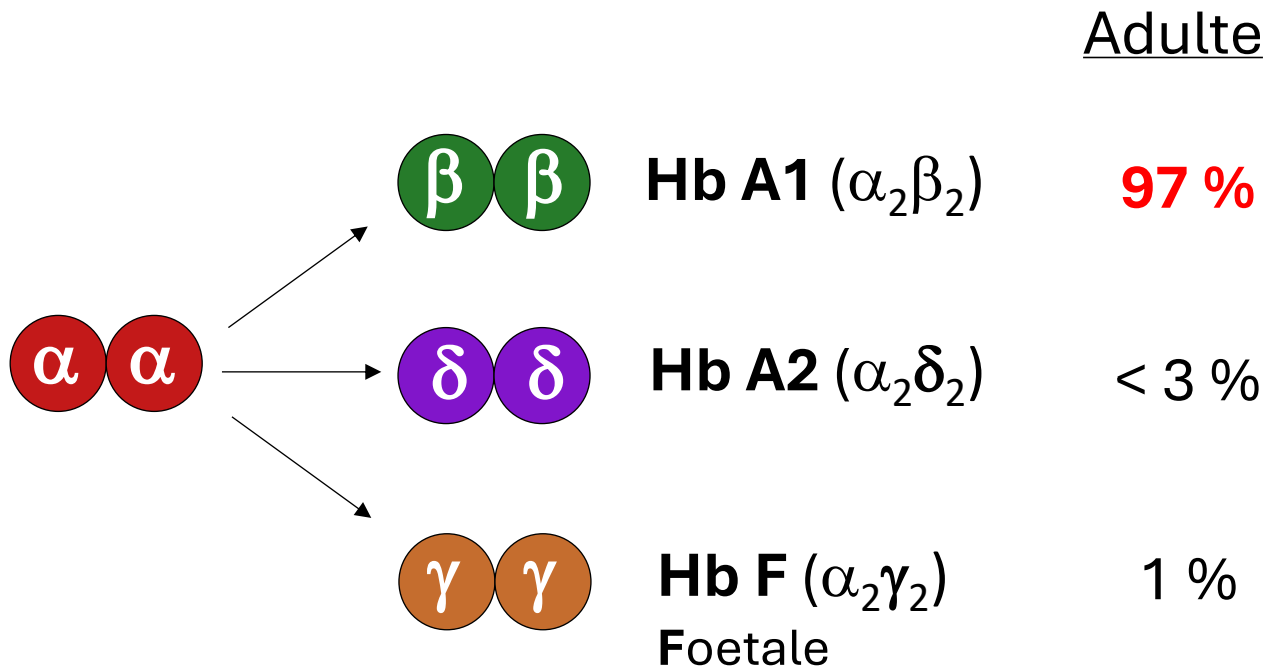 Adulte
β β Hb A1 (α₂β₂) 97 %
α α
δ δ Hb A2 (α₂δ₂) < 3 %
γ γ Hb F (α₂γ₂) 1 %
Foetale